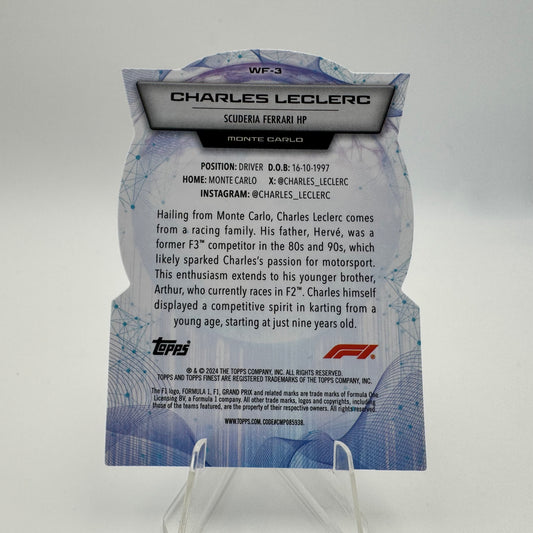 WF-3
CHARLES LECLERC
SCUDERIA FERRARI HP
MONTE CARLO
POSITION: DRIVER D.O.B: 16-10-1997
HOME: MONTE CARLO X: @CHARLES_LECLERC
INSTAGRAM: @CHARLES_LECLERC
Hailing from Monte Carlo, Charles Leclerc comes
from a racing family. His father, Hervé, was a
former F3™ competitor in the 80s and 90s, which
likely sparked Charles's passion for motorsport.
This enthusiasm extends to his younger brother,
Arthur, who currently races in F2™. Charles himself
displayed a competitive spirit in karting from a
young age, starting at just nine years old.
Topps F1
® & © 2024 THE TOPPS COMPANY, INC. ALL RIGHTS RESERVED.
TOPPS AND TOPPS FINEST ARE REGISTERED TRADEMARKS OF THE TOPPS COMPANY, INC.
The F1 logo, FORMULA 1, F1, GRAND PRIX and related marks are trade marks of Formula One
Licensing BV, a Formula 1 company. All other trade marks, logos and copyrights, including
those of the teams featured, are the property of their respective owners. All rights reserved.
WWW.TOPPS.COM. CODE#CMP085938.